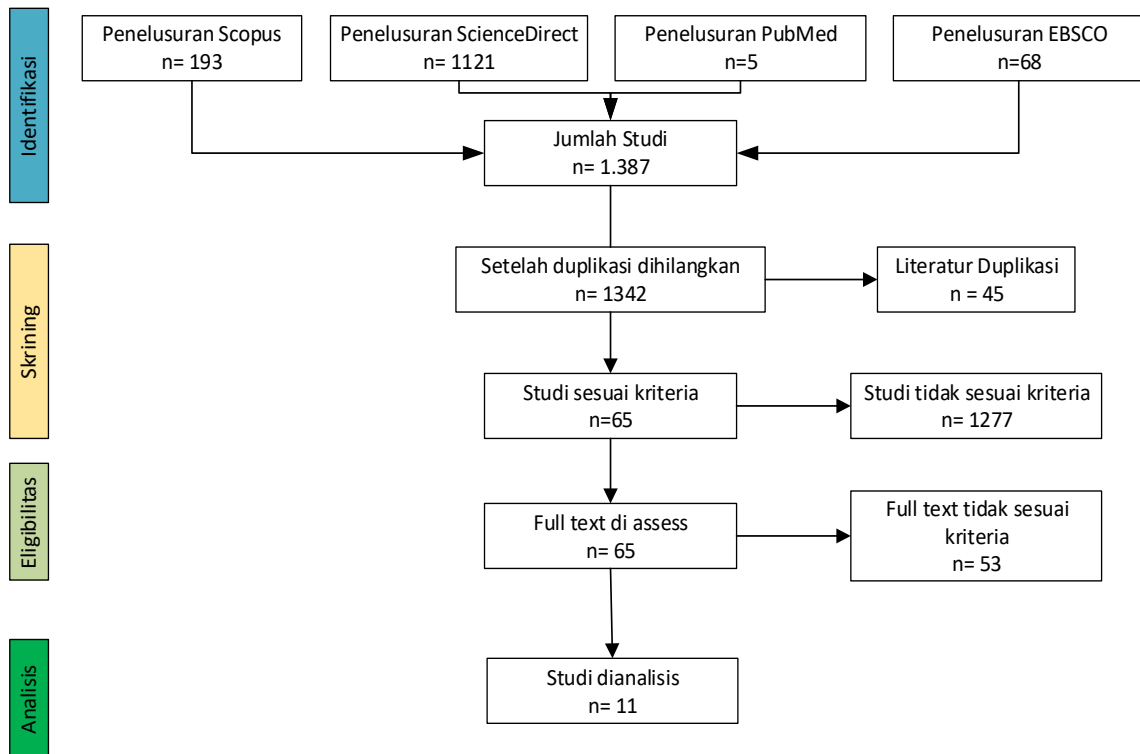 Identifikasi
Penelusuran Scopus
n= 193
Penelusuran ScienceDirect
n= 1121
Penelusuran PubMed
n=5
Penelusuran EBSCO
n=68
Jumlah Studi
n= 1.387
Skrining
Setelah duplikasi dihilangkan
n= 1342
Literatur Duplikasi
n = 45
Studi sesuai kriteria
n=65
Studi tidak sesuai kriteria
n= 1277
Eligibilitas
Full text di assess
n= 65
Full text tidak sesuai
kriteria
n= 53
Analisis
Studi dianalisis
n= 11